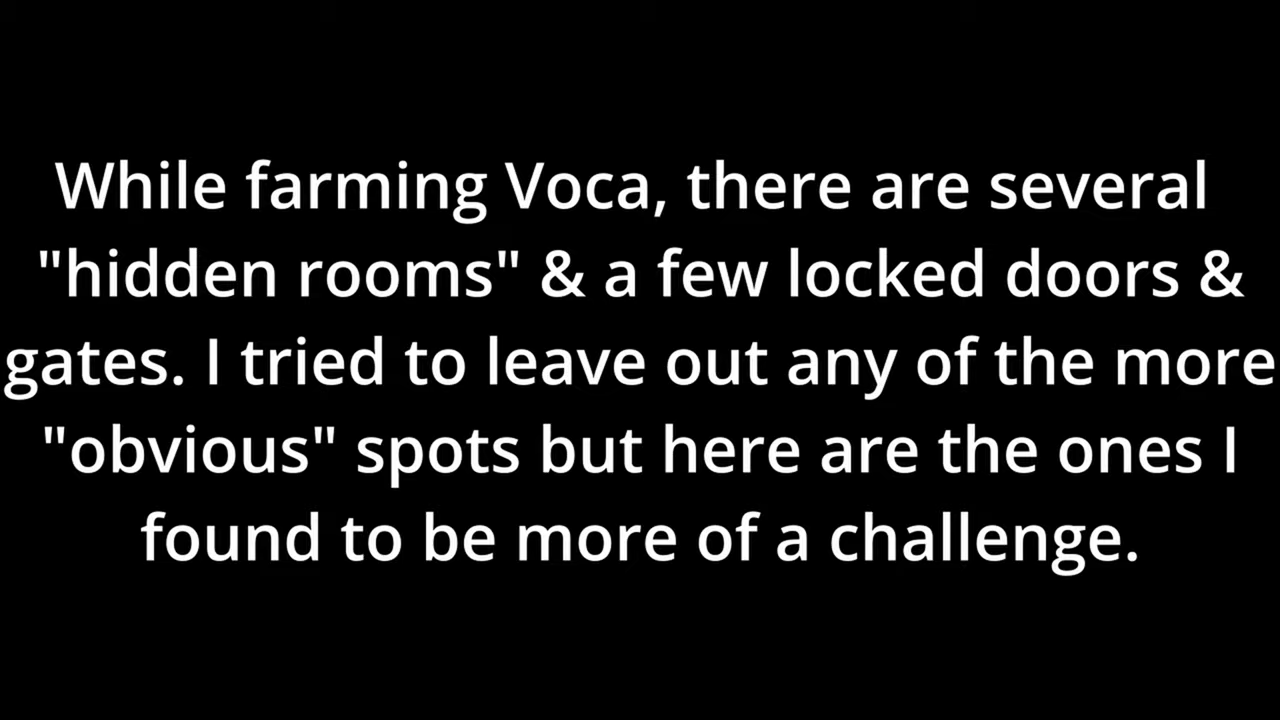 While farming Voca, there are several
"hidden rooms" & a few locked doors &
gates. I tried to leave out any of the more
"obvious" spots but here are the ones I
found to be more of a challenge.